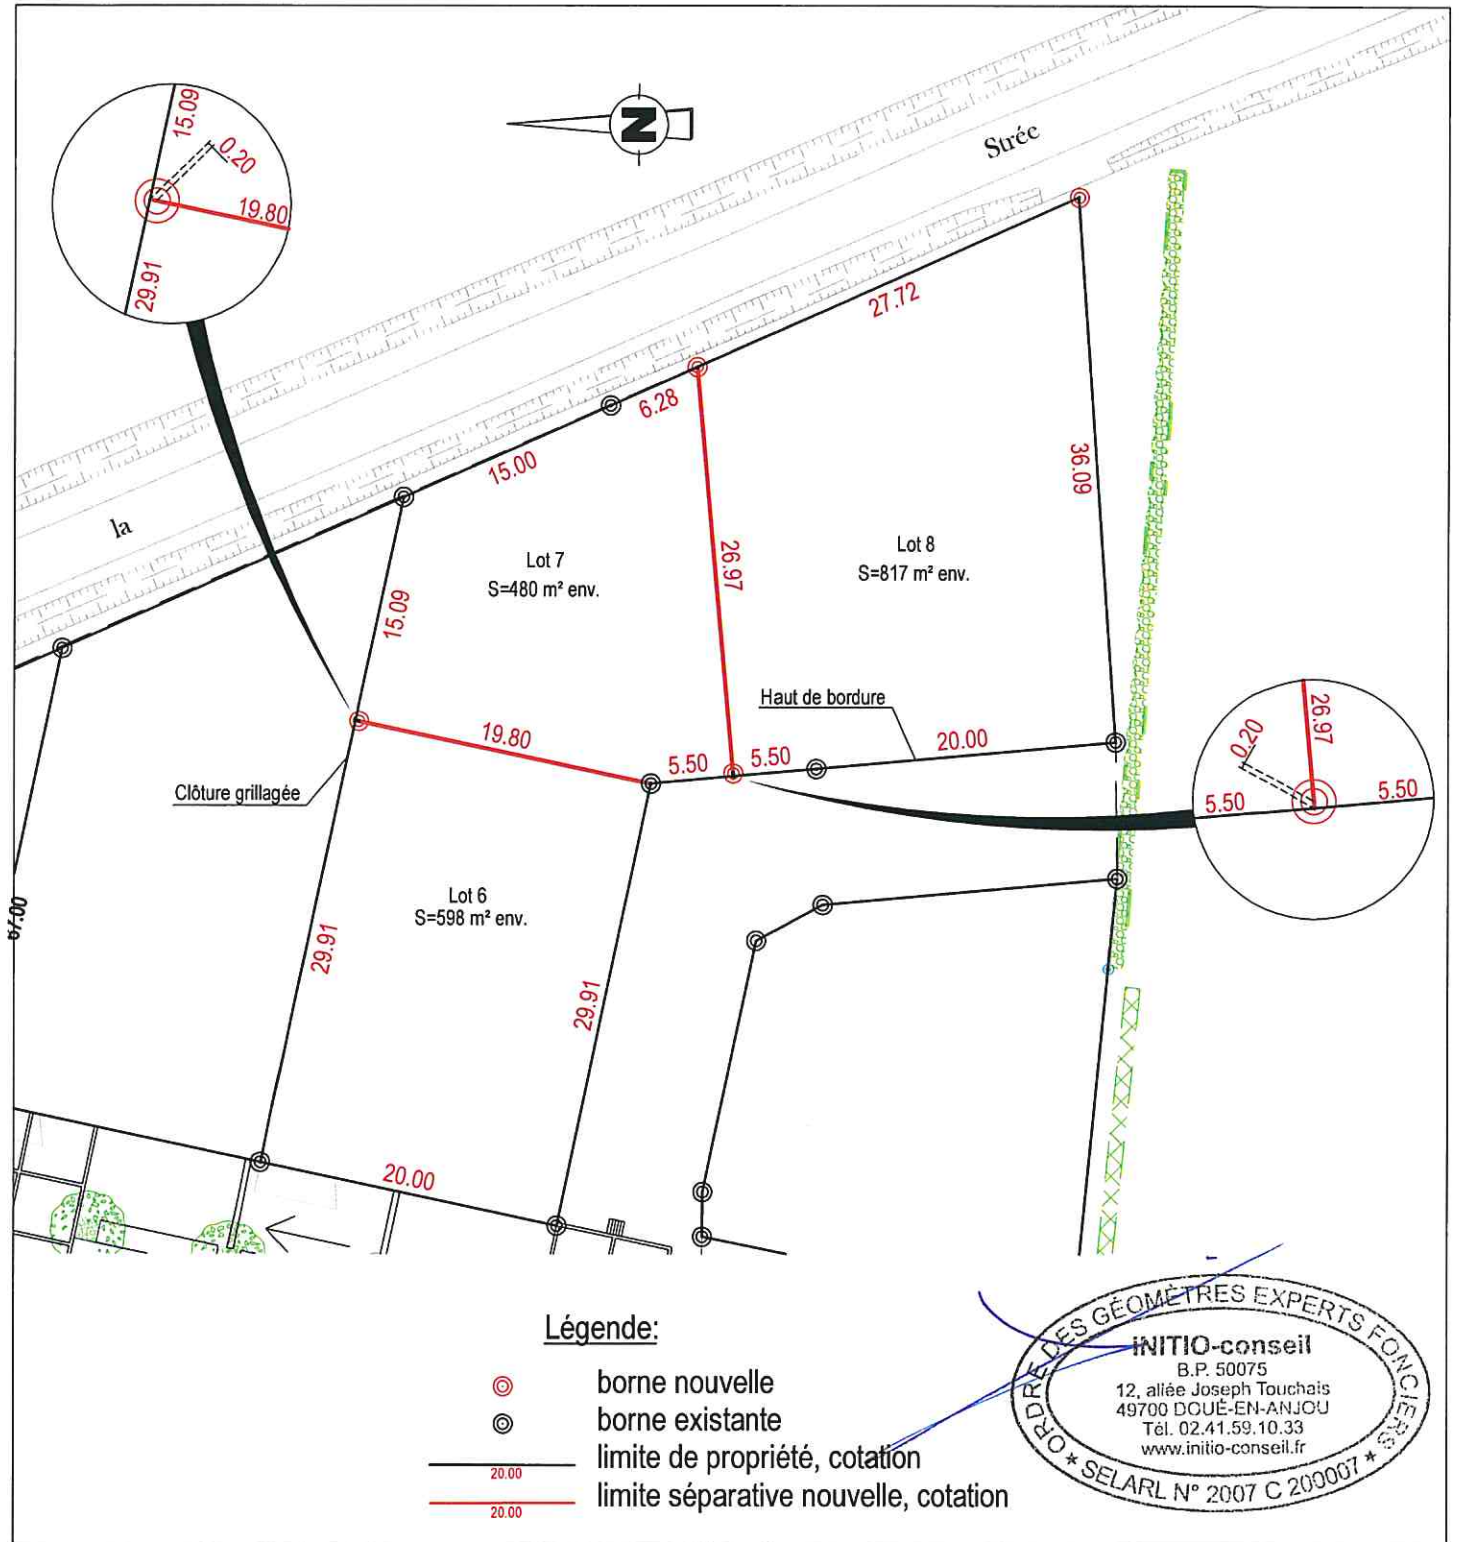 15.09
0.20
19.80
29.91
N
Strée
27.72
6.28
15.00
la
36.09
Lot 7
S=480 m² env.
Lot 8
S=817 m² env.
26.97
15.09
Haut de bordure
19.80
5.50
5.50
20.00
Clôture grillagée
26.97
0.20
5.50
5.50
Lot 6
S=598 m² env.
67.00
29.91
29.91
20.00
Légende:
borne nouvelle
borne existante
limite de propriété, cotation
20.00
limite séparative nouvelle, cotation
20.00
ORDRE DES GÉOMÈTRES EXPERTS FONCIERS
INITIO-conseil
B.P. 50075
12, allée Joseph Touchais
49700 DOUÉ-EN-ANJOU
Tél. 02.41.59.10.33
www.initio-conseil.fr
* SELARL N° 2007 C 200007 *